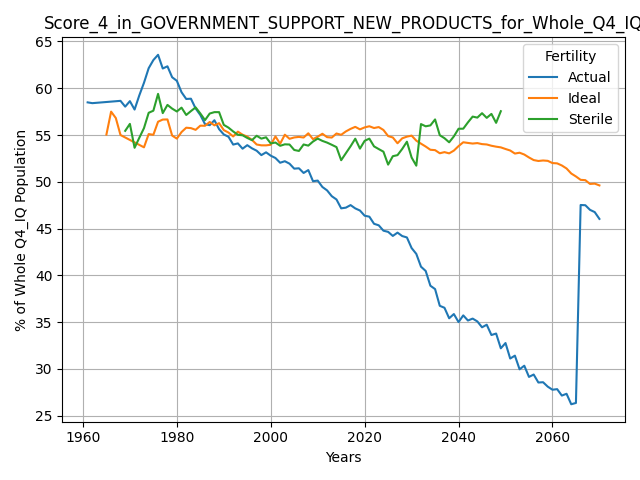 Score_4_in_GOVERNMENT_SUPPORT_NEW_PRODUCTS_for_Whole_Q4_IQ
Fertility
Actual
Ideal
Sterile
% of Whole Q4_IQ Population
65
60
55
50
45
40
35
30
25
1960
1980
2000
2020
2040
2060
Years